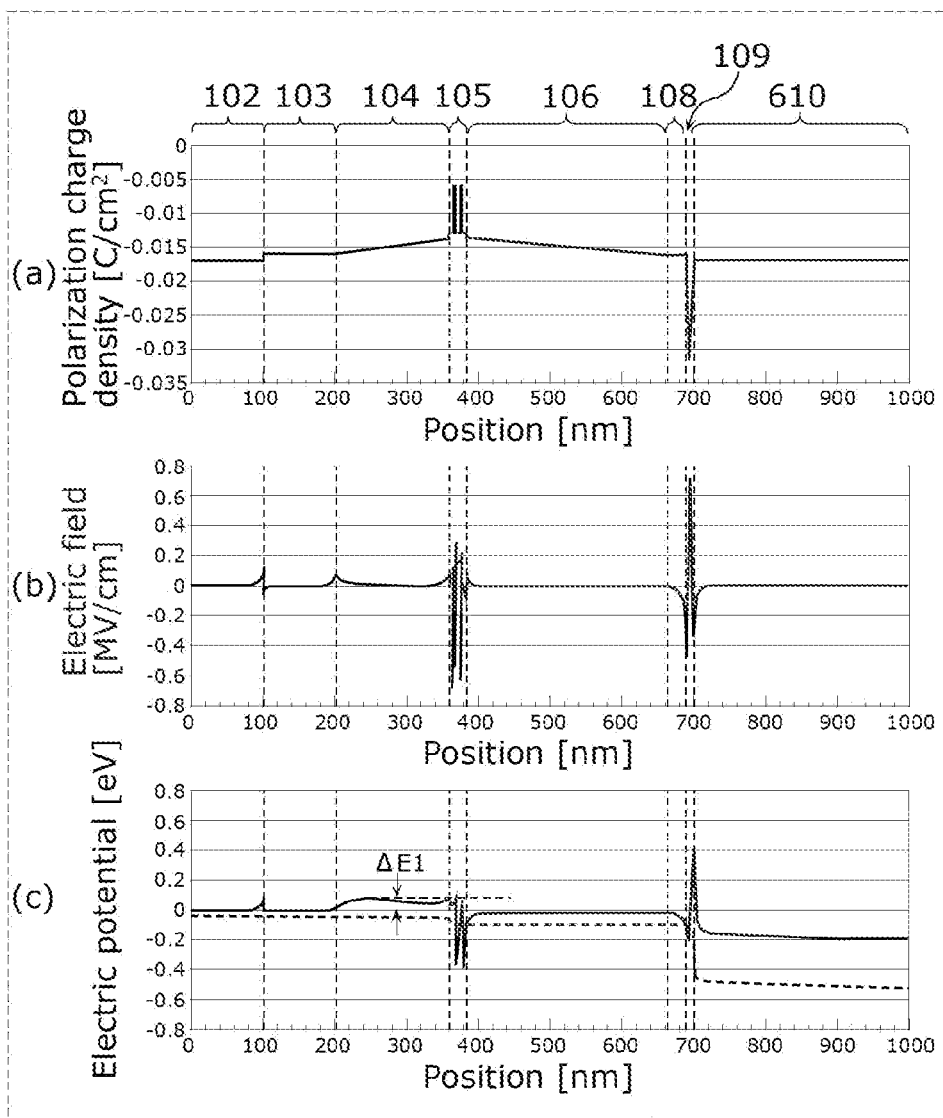 109
102 103 104 105 106 108 610
(a)
Polarization charge
density [C/cm²]
0
-0.005
-0.01
-0.015
-0.02
-0.025
-0.03
-0.035
0 100 200 300 400 500 600 700 800 900 1000
Position [nm]
(b)
Electric field
[MV/cm]
0.8
0.6
0.4
0.2
0
-0.2
-0.4
-0.6
-0.8
0 100 200 300 400 500 600 700 800 900 1000
Position [nm]
(c)
Electric potential [eV]
0.8
0.6
0.4
0.2
0
-0.2
-0.4
-0.6
-0.8
ΔE1
0 100 200 300 400 500 600 700 800 900 1000
Position [nm]